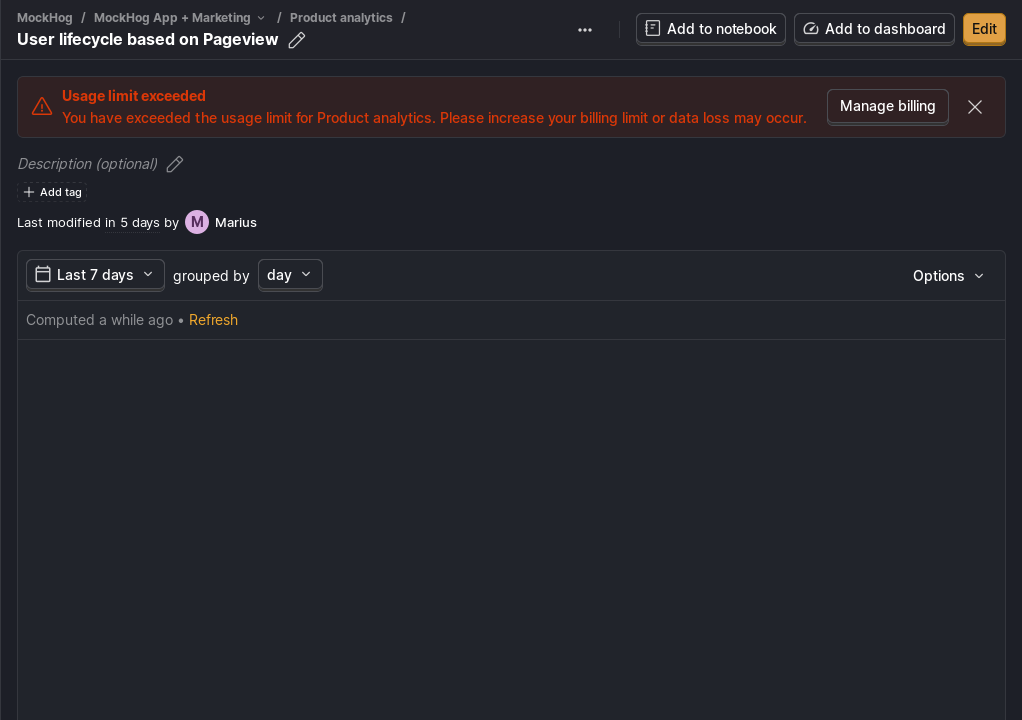 MockHog / MockHog App + Marketing / Product analytics /
User lifecycle based on Pageview
Add to notebook
Add to dashboard
Edit
Usage limit exceeded
You have exceeded the usage limit for Product analytics. Please increase your billing limit or data loss may occur.
Manage billing
Description (optional)
Add tag
Last modified in 5 days by M Marius
Last 7 days grouped by day
Options
Computed a while ago • Refresh